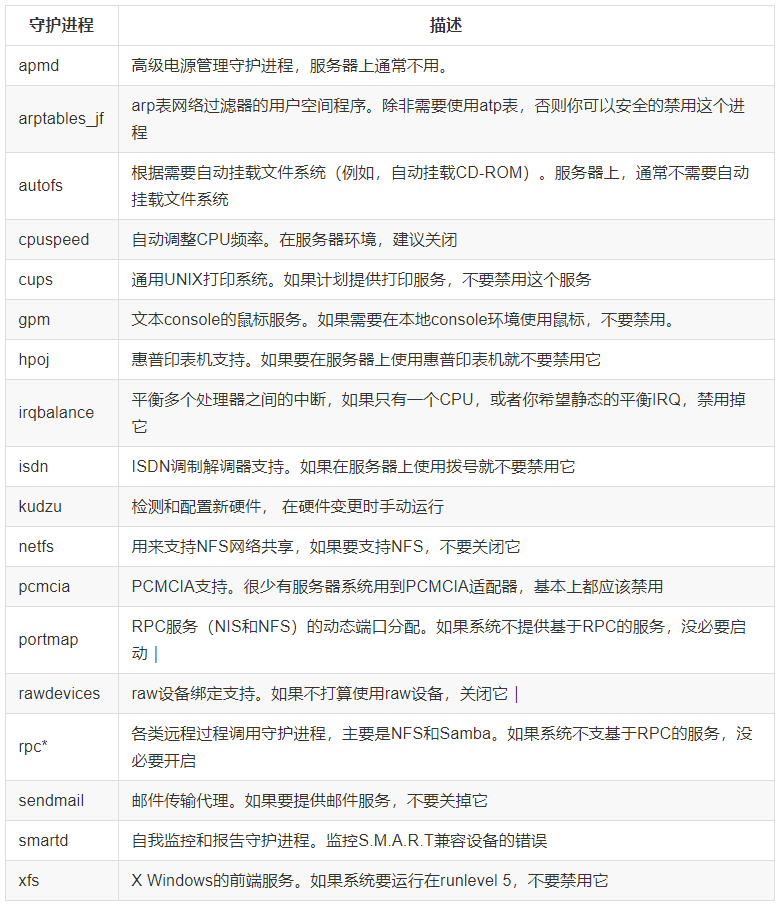 守护进程 描述
apmd 高级电源管理守护进程，服务器上通常不用。
arptables_jf arp表网络过滤器的用户空间程序。除非需要使用atp表，否则你可以安全的禁用这个进
程
autofs 根据需要自动挂载文件系统（例如，自动挂载CD-ROM）。服务器上，通常不需要自动
挂载文件系统
cpuspeed 自动调整CPU频率。在服务器环境，建议关闭
cups 通用UNIX打印系统。如果计划提供打印服务，不要禁用这个服务
gpm 文本console的鼠标服务。如果需要在本地console环境使用鼠标，不要禁用。
hpoj 惠普印表机支持。如果要在服务器上使用惠普印表机就不要禁用它
irqbalance 平衡多个处理器之间的中断，如果只有一个CPU，或者你希望静态的平衡IRQ，禁用掉
它
isdn ISDN调制解调器支持。如果在服务器上使用拨号就不要禁用它
kudzu 检测和配置新硬件， 在硬件变更时手动运行
netfs 用来支持NFS网络共享，如果要支持NFS，不要关闭它
pcmcia PCMCIA支持。很少有服务器系统用到PCMCIA适配器，基本上都应该禁用
portmap RPC服务（NIS和NFS）的动态端口分配。如果系统不提供基于RPC的服务，没必要启
动 |
rawdevices raw设备绑定支持。如果不打算使用raw设备，关闭它 |
rpc* 各类远程过程调用守护进程，主要是NFS和Samba。如果系统不支基于RPC的服务，没
必要开启
sendmail 邮件传输代理。如果要提供邮件服务，不要关掉它
smartd 自我监控和报告守护进程。监控S.M.A.R.T兼容设备的错误
xfs X Windows的前端服务。如果系统要运行在runlevel 5，不要禁用它